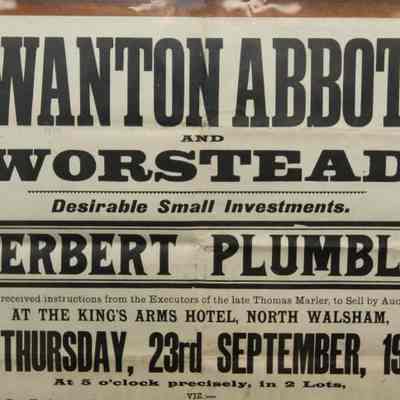 WANTON ABBOT
AND
WORSTEAD
Desirable Small Investments.
ERBERT PLUMBL
received instructions from the Executors of the late Thomas Marler, to Sell by Auc
AT THE KING'S ARMS HOTEL, NORTH WALSHAM,
THURSDAY, 23rd SEPTEMBER, 19
At 5 o'clock precisely, in 2 Lots,
VIZ.—